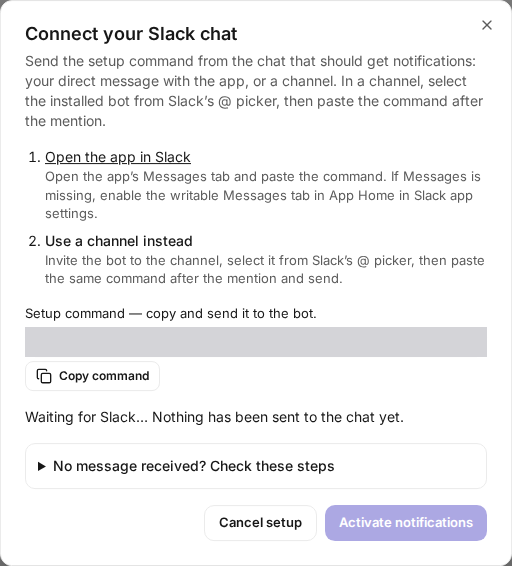 Connect your Slack chat
Send the setup command from the chat that should get notifications:
your direct message with the app, or a channel. In a channel, select
the installed bot from Slack’s @ picker, then paste the command after
the mention.
1. Open the app in Slack
Open the app’s Messages tab and paste the command. If Messages is
missing, enable the writable Messages tab in App Home in Slack app
settings.
2. Use a channel instead
Invite the bot to the channel, select it from Slack’s @ picker, then paste
the same command after the mention and send.
Setup command — copy and send it to the bot.
Copy command
Waiting for Slack… Nothing has been sent to the chat yet.
No message received? Check these steps
Cancel setup
Activate notifications